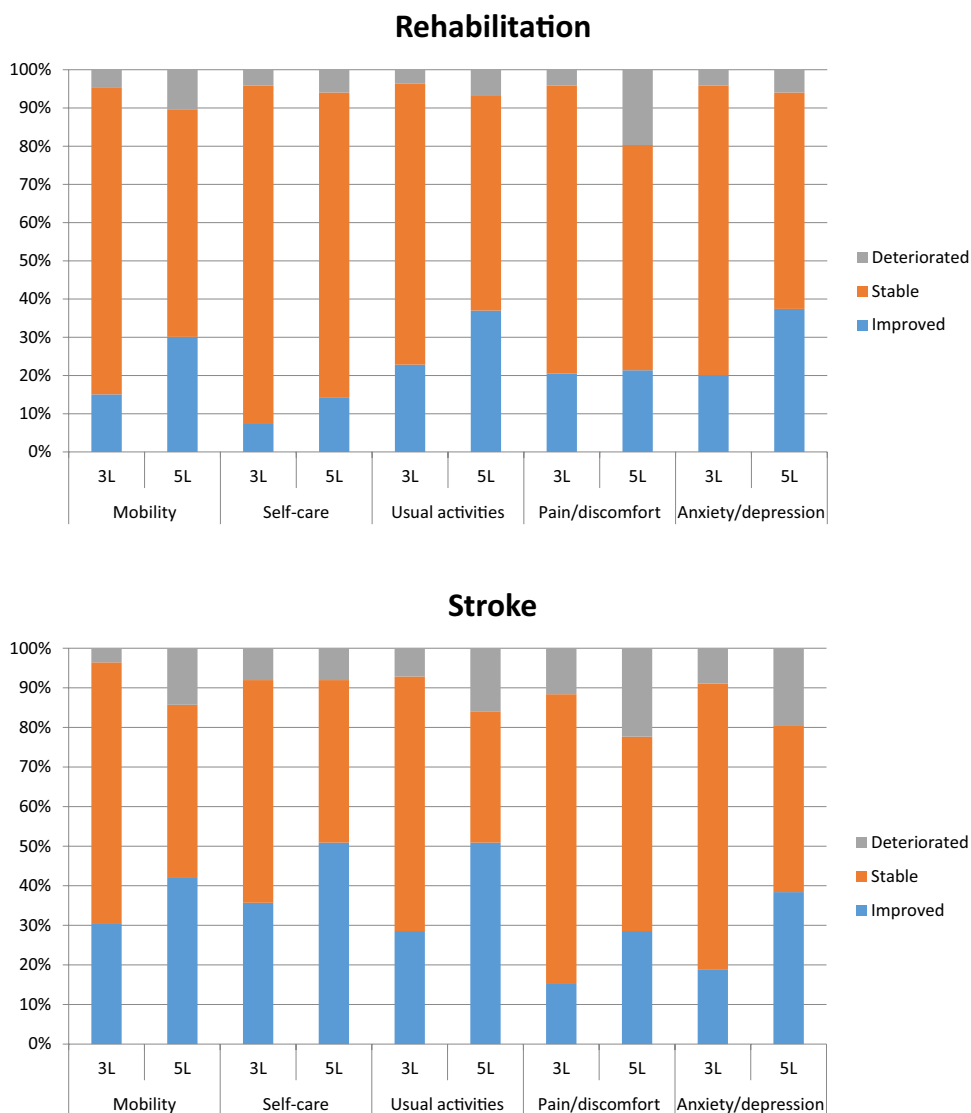 Rehabilitation
100%
90%
80%
70%
60%
50%
40%
30%
20%
10%
0%
3L 5L 3L 5L 3L 5L 3L 5L 3L 5L
Mobility Self-care Usual activities Pain/discomfort Anxiety/depression
Deteriorated
Stable
Improved
Stroke
100%
90%
80%
70%
60%
50%
40%
30%
20%
10%
0%
3L 5L 3L 5L 3L 5L 3L 5L 3L 5L
Mobility Self-care Usual activities Pain/discomfort Anxiety/depression
Deteriorated
Stable
Improved